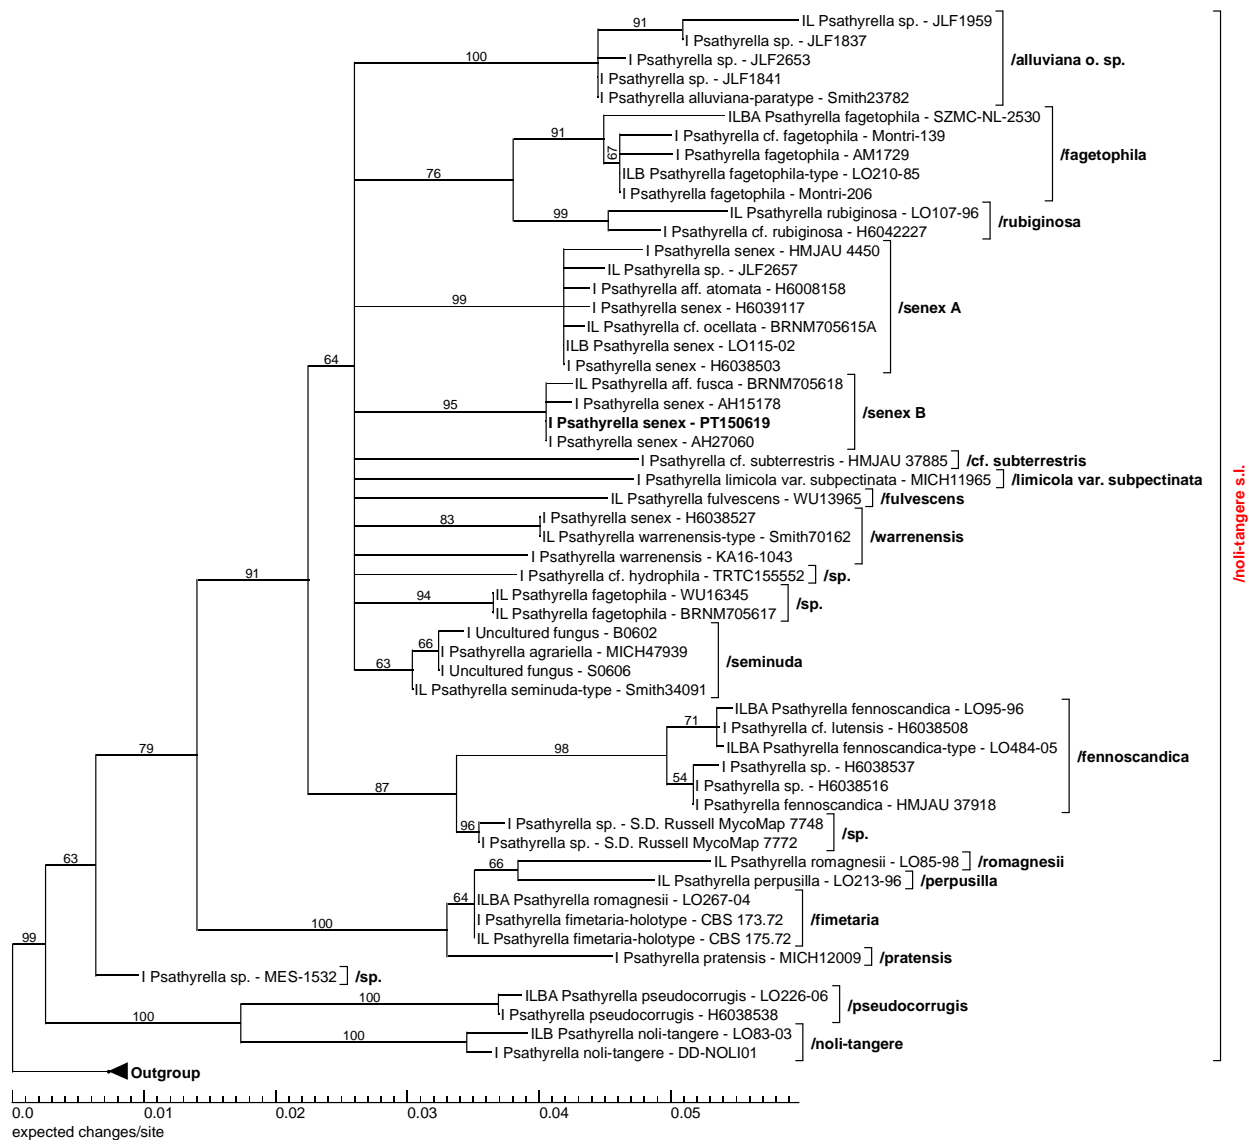 91
IL Psathyrella sp. - JLF1959
I Psathyrella sp. - JLF1837
100
I Psathyrella sp. - JLF2653
/alluviana o. sp.
I Psathyrella sp. - JLF1841
I Psathyrella alluviana-paratype - Smith23782
ILBA Psathyrella fagetophila - SZMC-NL-2530
91
I Psathyrella cf. fagetophila - Montri-139
67
I Psathyrella fagetophila - AM1729
/fagetophila
76
ILB Psathyrella fagetophila-type - LO210-85
I Psathyrella fagetophila - Montri-206
99
IL Psathyrella rubiginosa - LO107-96
/rubiginosa
I Psathyrella cf. rubiginosa - H6042227
I Psathyrella senex - HMJAU 4450
IL Psathyrella sp. - JLF2657
I Psathyrella aff. atomata - H6008158
99
I Psathyrella senex - H6039117
/senex A
IL Psathyrella cf. ocellata - BRNM705615A
ILB Psathyrella senex - LO115-02
64
I Psathyrella senex - H6038503
IL Psathyrella aff. fusca - BRNM705618
95
I Psathyrella senex - AH15178
/senex B
I Psathyrella senex - PT150619
I Psathyrella senex - AH27060
I Psathyrella cf. subterrestris - HMJAU 37885
/cf. subterrestris
I Psathyrella limicola var. subpectinata - MICH11965
/limicola var. subpectinata
IL Psathyrella fulvescens - WU13965
/fulvescens
83
I Psathyrella senex - H6038527
IL Psathyrella warrenensis-type - Smith70162
/warrenensis
I Psathyrella warrenensis - KA16-1043
91
I Psathyrella cf. hydrophila - TRTC155552
/sp.
94
IL Psathyrella fagetophila - WU16345
/sp.
IL Psathyrella fagetophila - BRNM705617
I Uncultured fungus - B0602
66
I Psathyrella agrariella - MICH47939
63
I Uncultured fungus - S0606
/seminuda
IL Psathyrella seminuda-type - Smith34091
ILBA Psathyrella fennoscandica - LO95-96
71
I Psathyrella cf. lutensis - H6038508
79
98
ILBA Psathyrella fennoscandica-type - LO484-05
/fennoscandica
I Psathyrella sp. - H6038537
54
87
I Psathyrella sp. - H6038516
I Psathyrella fennoscandica - HMJAU 37918
96
I Psathyrella sp. - S.D. Russell MycoMap 7748
/sp.
I Psathyrella sp. - S.D. Russell MycoMap 7772
63
66
IL Psathyrella romagnesii - LO85-98
/romagnesii
IL Psathyrella perpusilla - LO213-96
/perpusilla
64
ILBA Psathyrella romagnesii - LO267-04
100
I Psathyrella fimetaria-holotype - CBS 173.72
/fimetaria
IL Psathyrella fimetaria-holotype - CBS 175.72
99
I Psathyrella pratensis - MICH12009
/pratensis
I Psathyrella sp. - MES-1532
/sp.
100
ILBA Psathyrella pseudocorrugis - LO226-06
/pseudocorrugis
100
I Psathyrella pseudocorrugis - H6038538
100
ILB Psathyrella noli-tangere - LO83-03
/noli-tangere
I Psathyrella noli-tangere - DD-NOLI01
/noli-tangere s.l.
Outgroup
0.0 0.01 0.02 0.03 0.04 0.05
expected changes/site